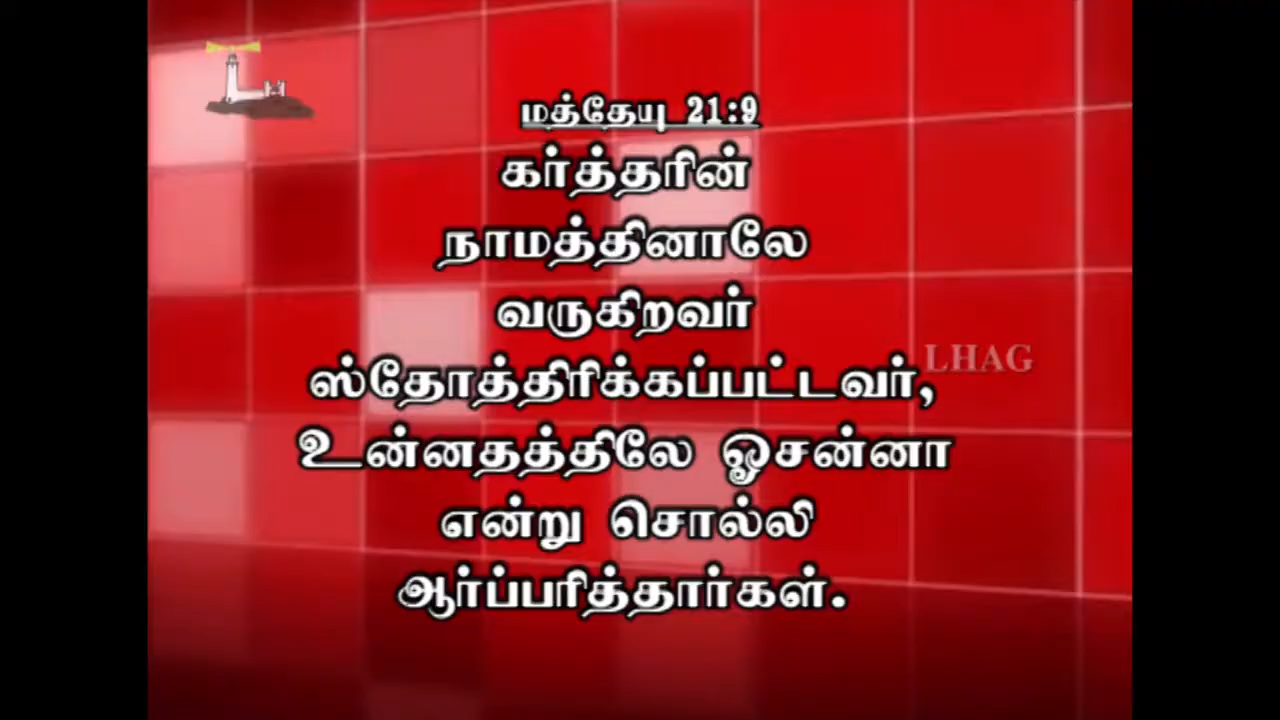 மத்தேயு 21:9
கர்த்தரின்
நாமத்தினாலே
வருகிறவர்
ஸ்தோத்திரிக்கப்பட்டவர்,
LHAG
உன்னதத்திலே ஓசன்னா
என்று சொல்லி
ஆர்ப்பரித்தார்கள்.